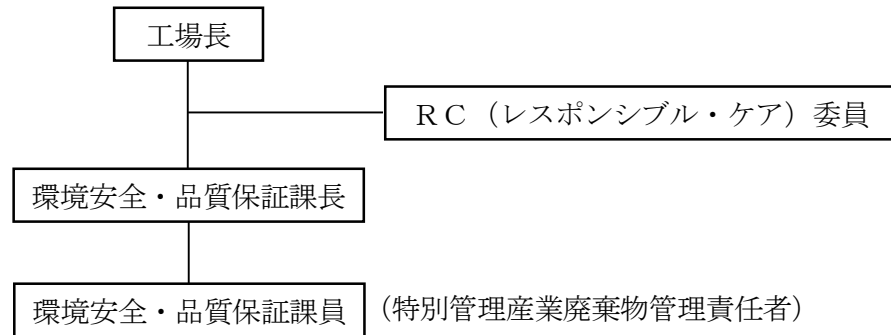 工場長
ＲＣ（レスポンシブル・ケア）委員
環境安全・品質保証課長
環境安全・品質保証課員 （特別管理産業廃棄物管理責任者）